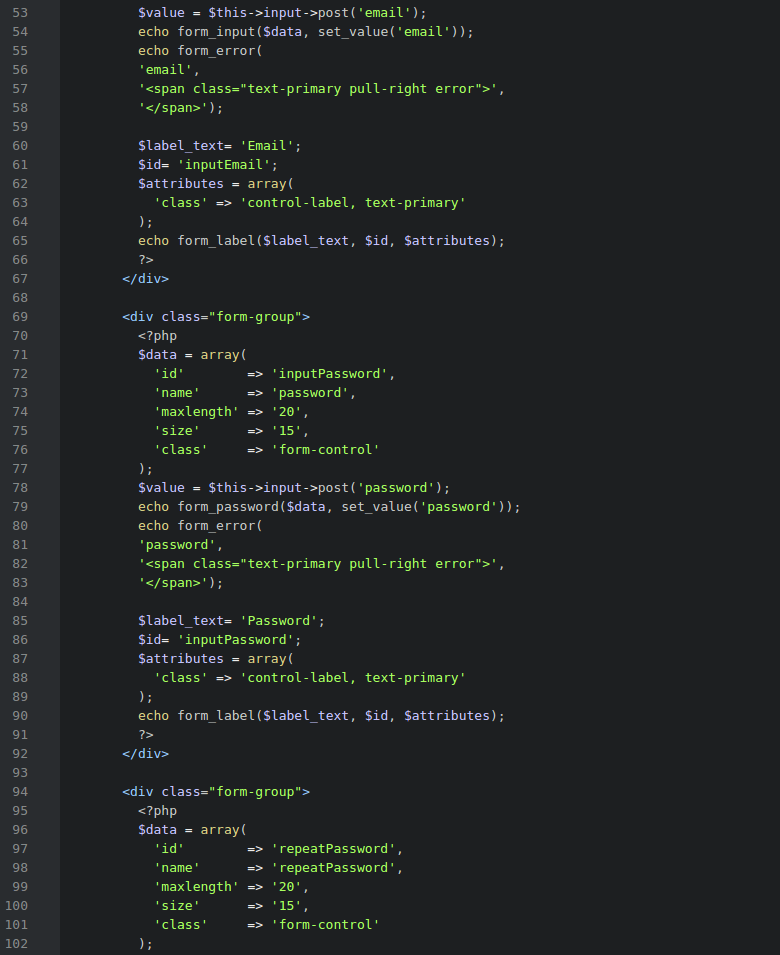 53 $value = $this->input->post('email');
54 echo form_input($data, set_value('email'));
55 echo form_error(
56 'email',
57 '<span class="text-primary pull-right error">',
58 '</span>');
59
60 $label_text= 'Email';
61 $id= 'inputEmail';
62 $attributes = array(
63 'class' => 'control-label, text-primary'
64 );
65 echo form_label($label_text, $id, $attributes);
66 ?>
67 </div>
68
69 <div class="form-group">
70 <?php
71 $data = array(
72 'id' => 'inputPassword',
73 'name' => 'password',
74 'maxlength' => '20',
75 'size' => '15',
76 'class' => 'form-control'
77 );
78 $value = $this->input->post('password');
79 echo form_password($data, set_value('password'));
80 echo form_error(
81 'password',
82 '<span class="text-primary pull-right error">',
83 '</span>');
84
85 $label_text= 'Password';
86 $id= 'inputPassword';
87 $attributes = array(
88 'class' => 'control-label, text-primary'
89 );
90 echo form_label($label_text, $id, $attributes);
91 ?>
92 </div>
93
94 <div class="form-group">
95 <?php
96 $data = array(
97 'id' => 'repeatPassword',
98 'name' => 'repeatPassword',
99 'maxlength' => '20',
100 'size' => '15',
101 'class' => 'form-control'
102 );